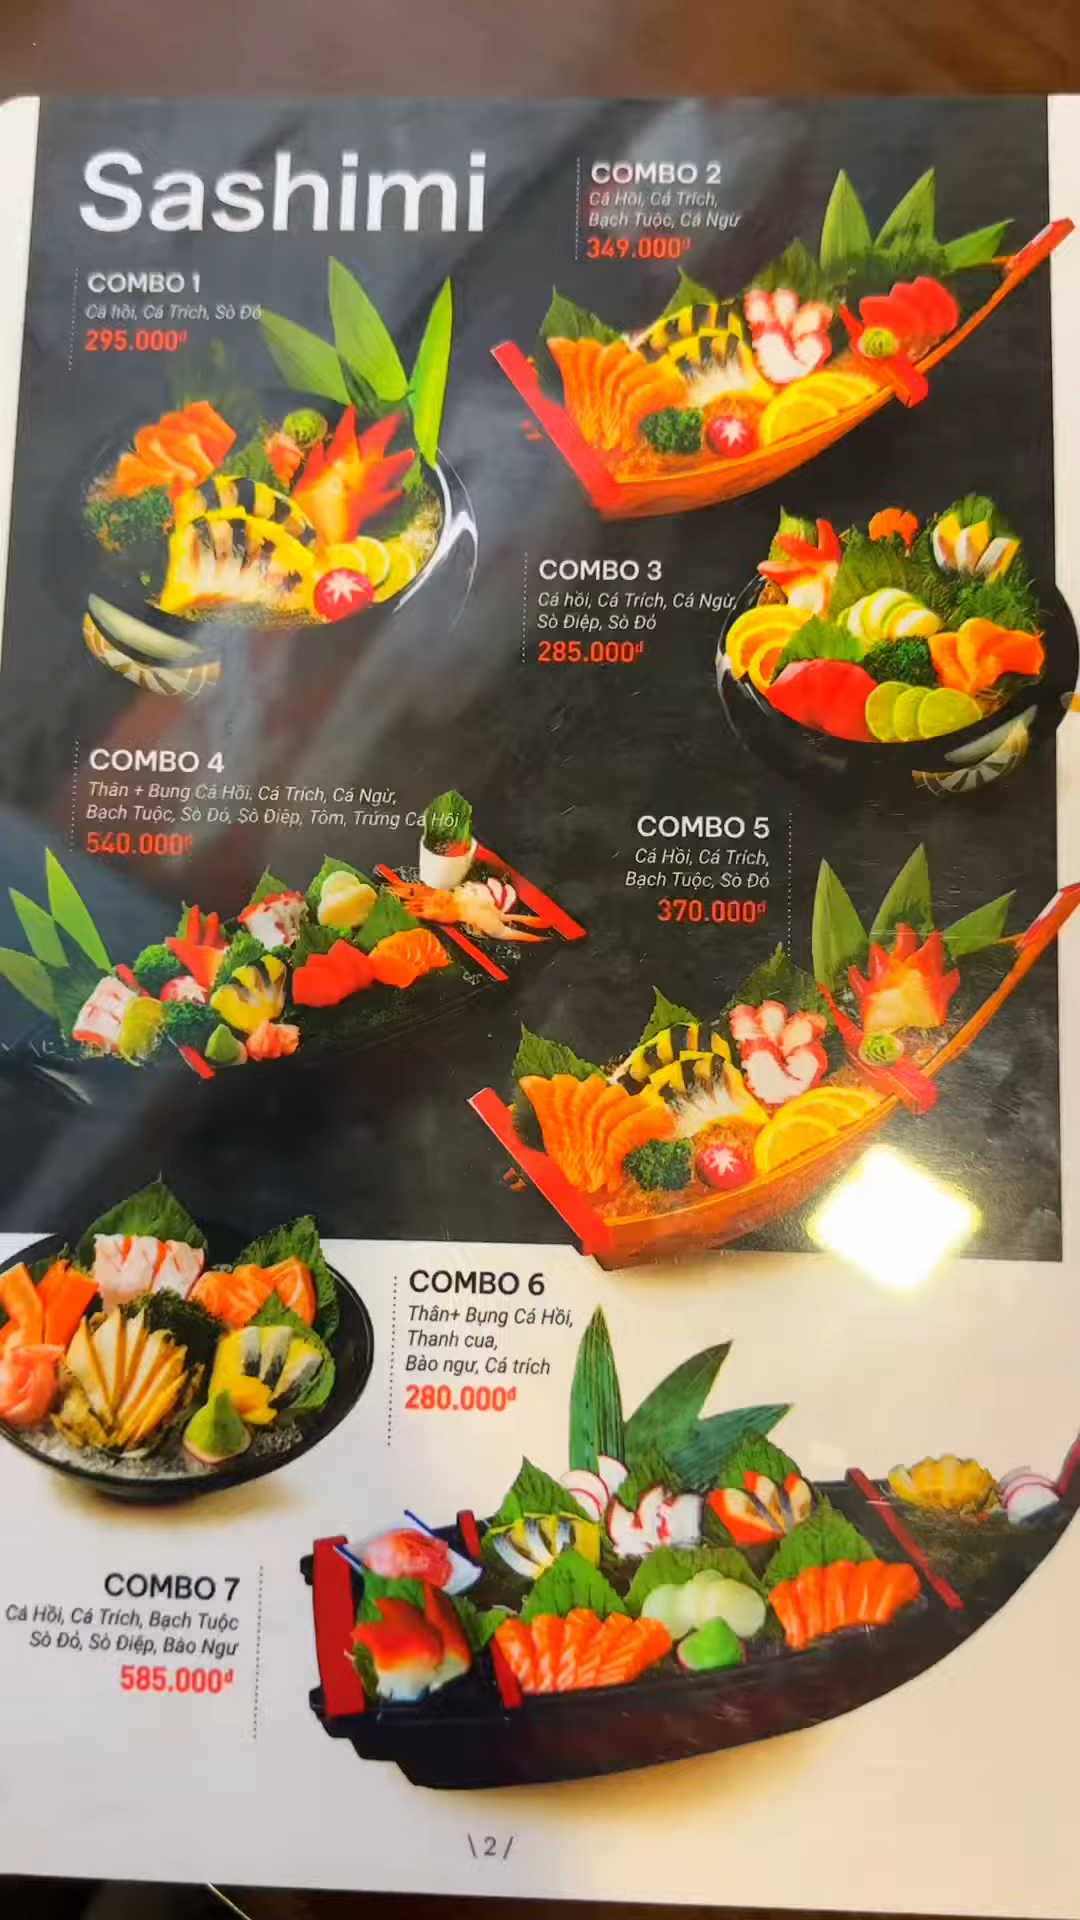 Sashimi
COMBO 1
Cá hồi, Cá Trích, Sò Đỏ
295.000đ
COMBO 2
Cá Hồi, Cá Trích,
Bạch Tuộc, Cá Ngừ
349.000đ
COMBO 3
Cá hồi, Cá Trích, Cá Ngừ,
Sò Điệp, Sò Đỏ
285.000đ
COMBO 4
Thân + Bụng Cá Hồi, Cá Trích, Cá Ngừ,
Bạch Tuộc, Sò Đỏ, Sò Điệp, Tôm, Trứng Cá Hồi
540.000đ
COMBO 5
Cá Hồi, Cá Trích,
Bạch Tuộc, Sò Đỏ
370.000đ
COMBO 6
Thân+ Bụng Cá Hồi,
Thanh cua,
Bào ngư, Cá trích
280.000đ
COMBO 7
Cá Hồi, Cá Trích, Bạch Tuộc
Sò Đỏ, Sò Điệp, Bào Ngư
585.000đ
\ 2 /